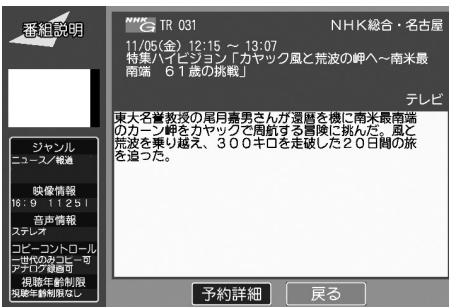 番組説明
NHK G TR 031 NHK総合・名古屋
11/05(金) 12:15 ～ 13:07
特集ハイビジョン「カヤック風と荒波の岬へ～南米最
南端 61歳の挑戦」
テレビ
東大名誉教授の尾月嘉男さんが還暦を機に南米最南端
のカーン岬をカヤックで周航する冒険に挑んだ。風と
荒波を乗り越え、300キロを走破した20日間の旅
を追った。
ジャンル
ニュース／報道
映像情報
16:9 1125I
音声情報
ステレオ
コピーコントロール
一世代のみコピー可
アナログ録画可
視聴年齢制限
視聴年齢制限なし
予約詳細 戻る